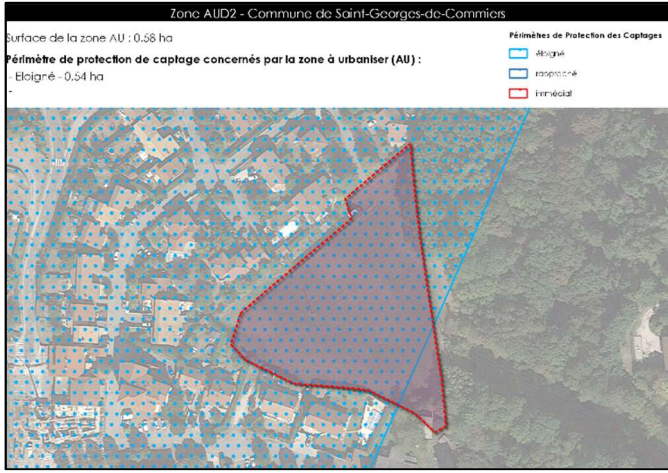 Zone AUD2 - Commune de Saint-Georges-de-Commiers
Surface de la zone AU : 0,58 ha
Périmètre de protection de captage concernés par la zone à urbaniser (AU) :
- Eloigné - 0,54 ha
-
Périmètres de Protection des Captages
éloigné
rapproché
immédiat